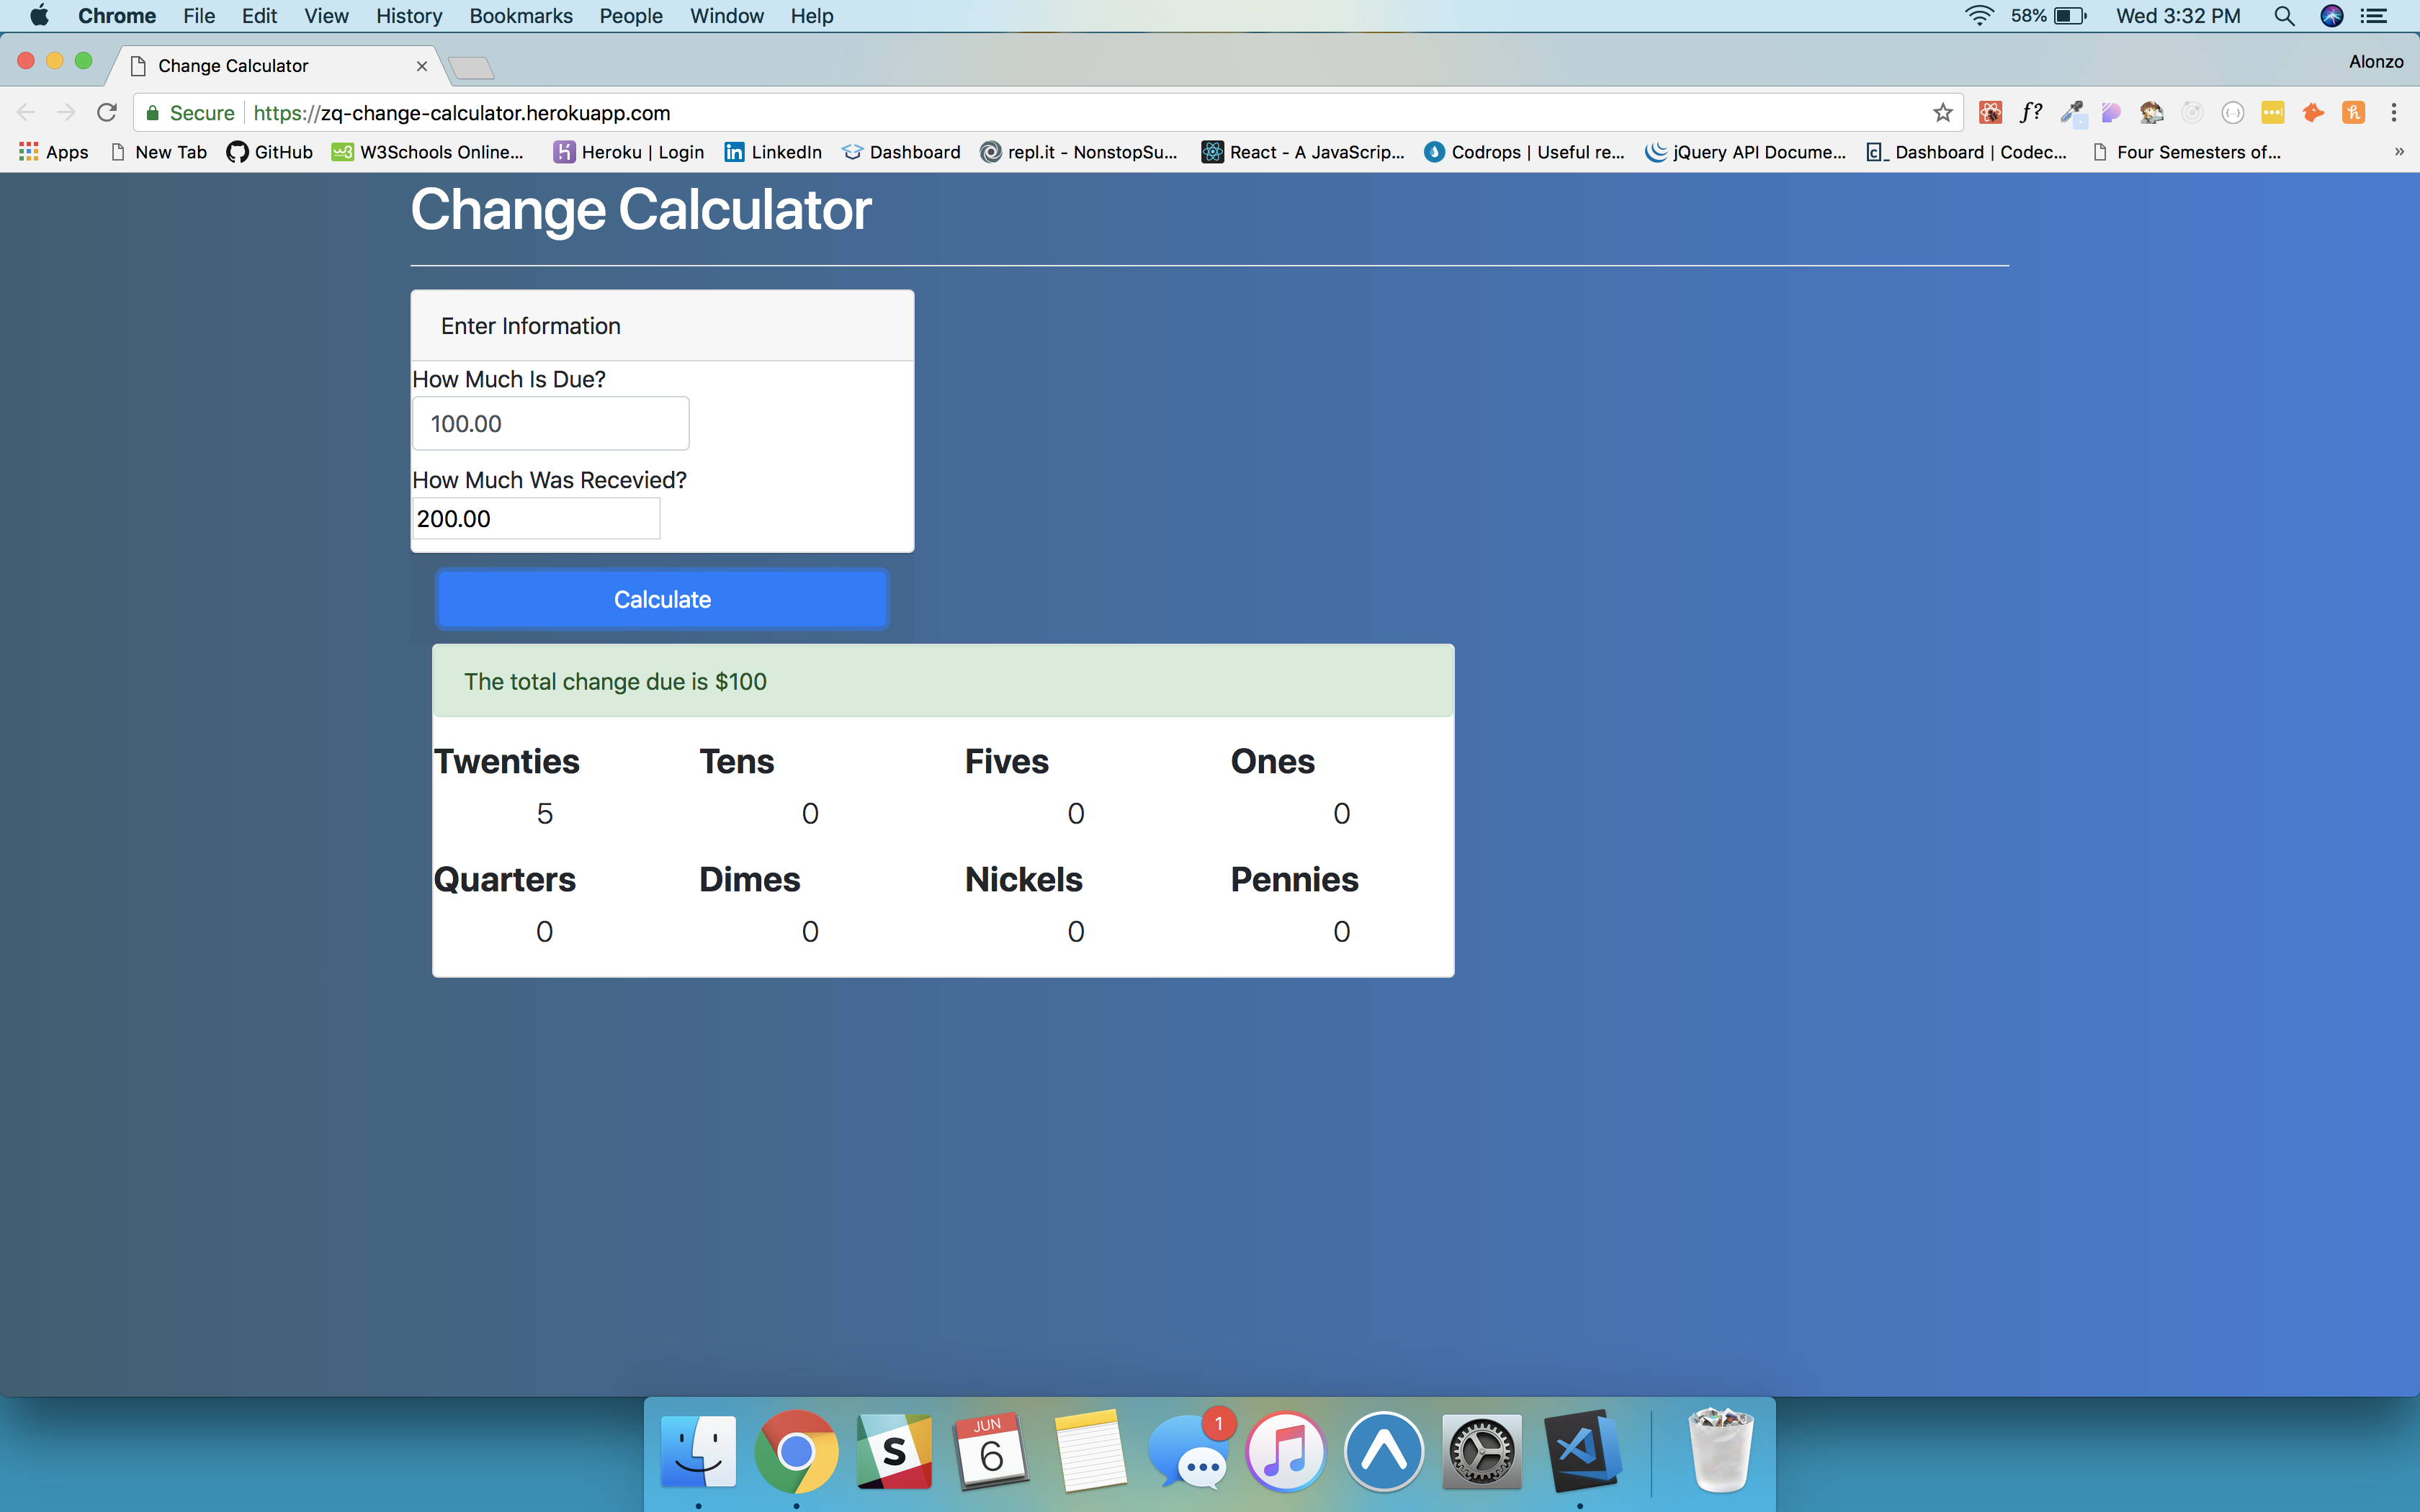 Chrome File Edit View History Bookmarks People Window Help 58% Wed 3:32 PM
Change Calculator Alonzo
Secure https://zq-change-calculator.herokuapp.com f?
Apps New Tab GitHub W3Schools Online... Heroku | Login LinkedIn Dashboard repl.it - NonstopSu... React - A JavaScrip... Codrops | Useful re... jQuery API Docume... Dashboard | Codec... Four Semesters of... »
Change Calculator
Enter Information
How Much Is Due?
100.00
How Much Was Recevied?
200.00
Calculate
The total change due is $100
Twenties Tens Fives Ones
5 0 0 0
Quarters Dimes Nickels Pennies
0 0 0 0
JUN 1
S 6